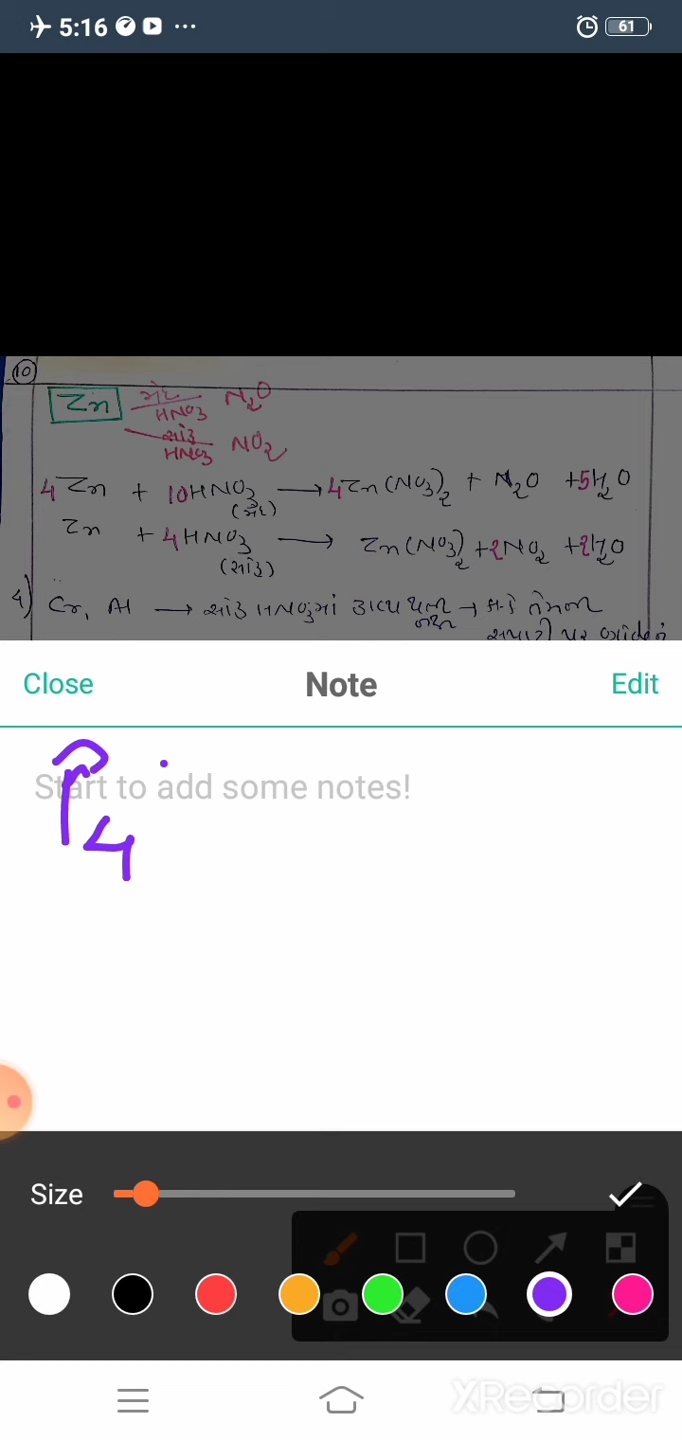 5:16 ... 61
10
Zn મંદ HNO3 N2O
સાંદ્ર HNO3 NO2
4Zn + 10HNO3 → 4Zn(NO3)2 + N2O +5H2O
(મંદ)
Zn + 4HNO3 → Zn(NO3)2 +2NO2 +2H2O
(સાંદ્ર)
4) Cr, Al → સાંદ્ર HNO3માં
Close Note Edit
Start to add some notes!
P4
Size
XRecorder